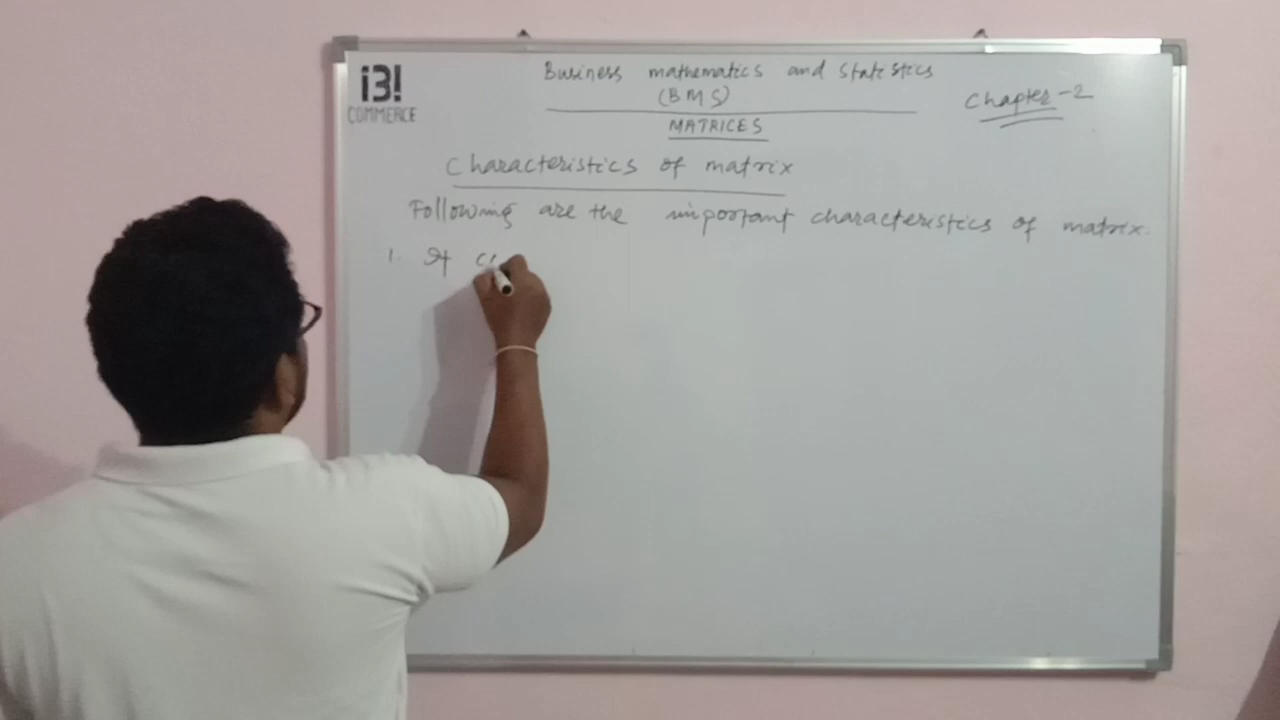 i3!
COMMERCE
Business mathematics and statistics
(BMS)
Chapter-2
MATRICES
Characteristics of matrix
Following are the important characteristics of matrix.
1. It